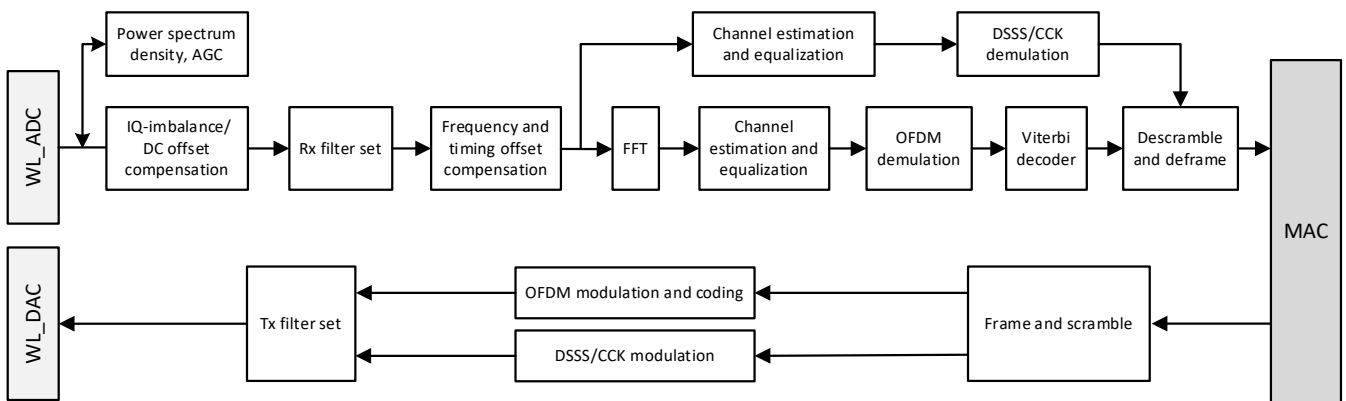 Power spectrum
density, AGC
Channel estimation
and equalization
DSSS/CCK
demulation
WL_ADC
IQ-imbalance/
DC offset
compensation
Rx filter set
Frequency and
timing offset
compensation
FFT
Channel
estimation and
equalization
OFDM
demulation
Viterbi
decoder
Descramble
and deframe
MAC
WL_DAC
Tx filter set
OFDM modulation and coding
DSSS/CCK modulation
Frame and scramble